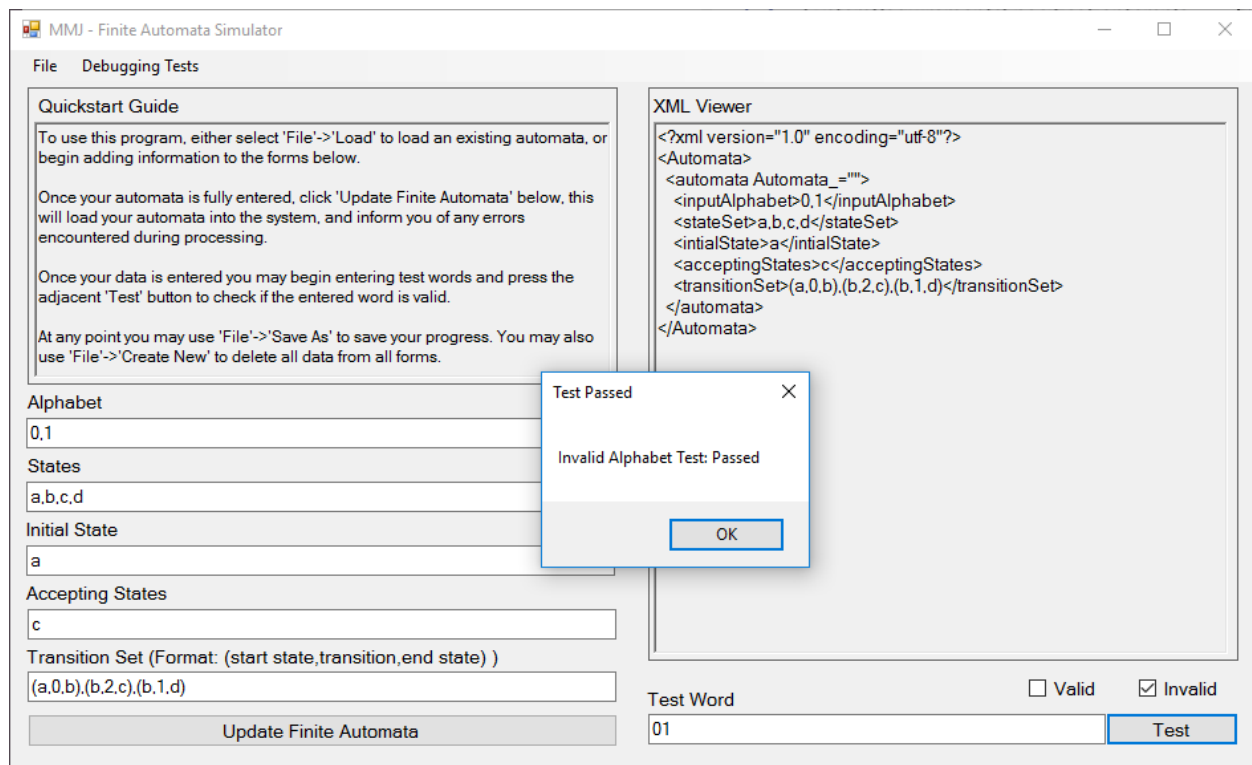 MMJ - Finite Automata Simulator
File Debugging Tests
Quickstart Guide
To use this program, either select 'File'->'Load' to load an existing automata, or
begin adding information to the forms below.
Once your automata is fully entered, click 'Update Finite Automata' below, this
will load your automata into the system, and inform you of any errors
encountered during processing.
Once your data is entered you may begin entering test words and press the
adjacent 'Test' button to check if the entered word is valid.
At any point you may use 'File'->'Save As' to save your progress. You may also
use 'File'->'Create New' to delete all data from all forms.
Alphabet
0,1
States
a,b,c,d
Initial State
a
Accepting States
c
Transition Set (Format: (start state,transition,end state) )
(a,0,b),(b,2,c),(b,1,d)
Update Finite Automata
XML Viewer
<?xml version="1.0" encoding="utf-8"?>
<Automata>
<automata Automata_="">
<inputAlphabet>0,1</inputAlphabet>
<stateSet>a,b,c,d</stateSet>
<intialState>a</intialState>
<acceptingStates>c</acceptingStates>
<transitionSet>(a,0,b),(b,2,c),(b,1,d)</transitionSet>
</automata>
</Automata>
Test Passed
Invalid Alphabet Test: Passed
OK
Valid Invalid
Test Word
01
Test